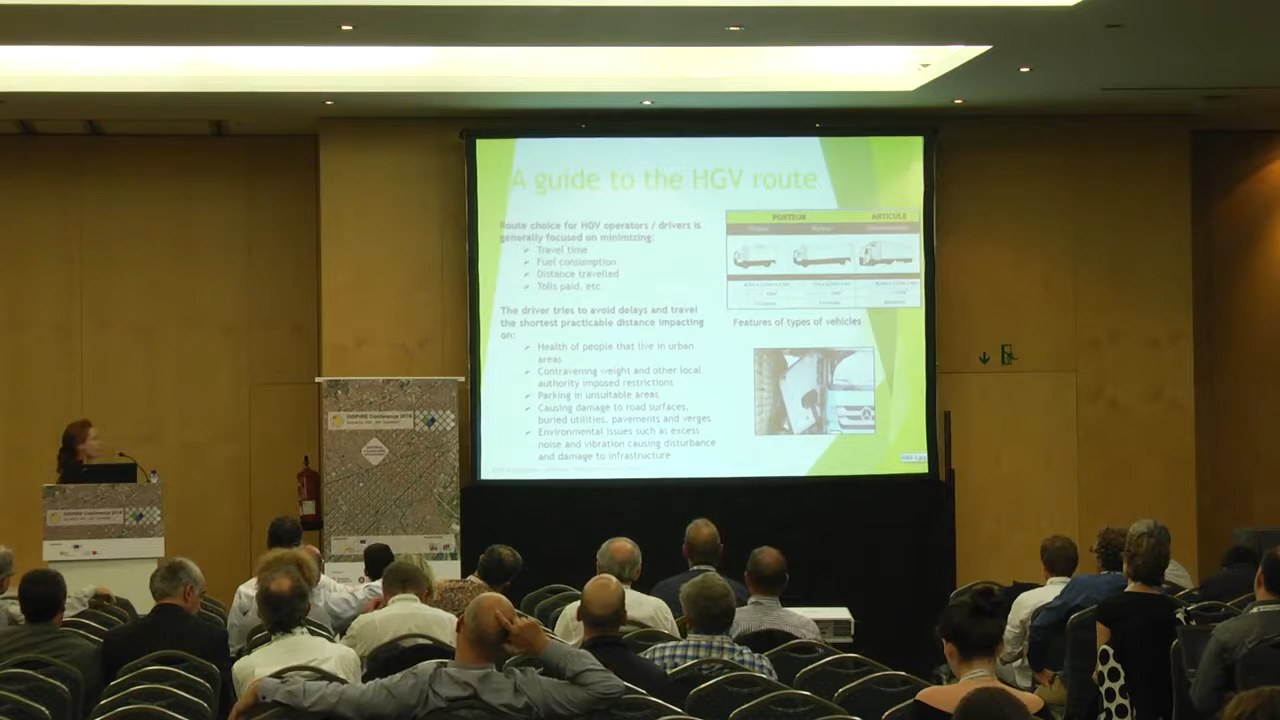 A guide to the HGV route
Route choice for HGV operators / drivers is
generally focused on minimizing:
Travel time
Fuel consumption
Distance travelled
Tolls paid, etc.
The driver tries to avoid delays and travel
the shortest practicable distance impacting
on:
Health of people that live in urban
areas
Contravening weight and other local
authority imposed restrictions
Parking in unsuitable areas
Causing damage to road surfaces,
buried utilities, pavements and verges
Environmental issues such as excess
noise and vibration causing disturbance
and damage to infrastructure
PORTEUR ARTICULE
Features of types of vehicles
INSPIRE Conference 2016
INSPIRE Conference 2016